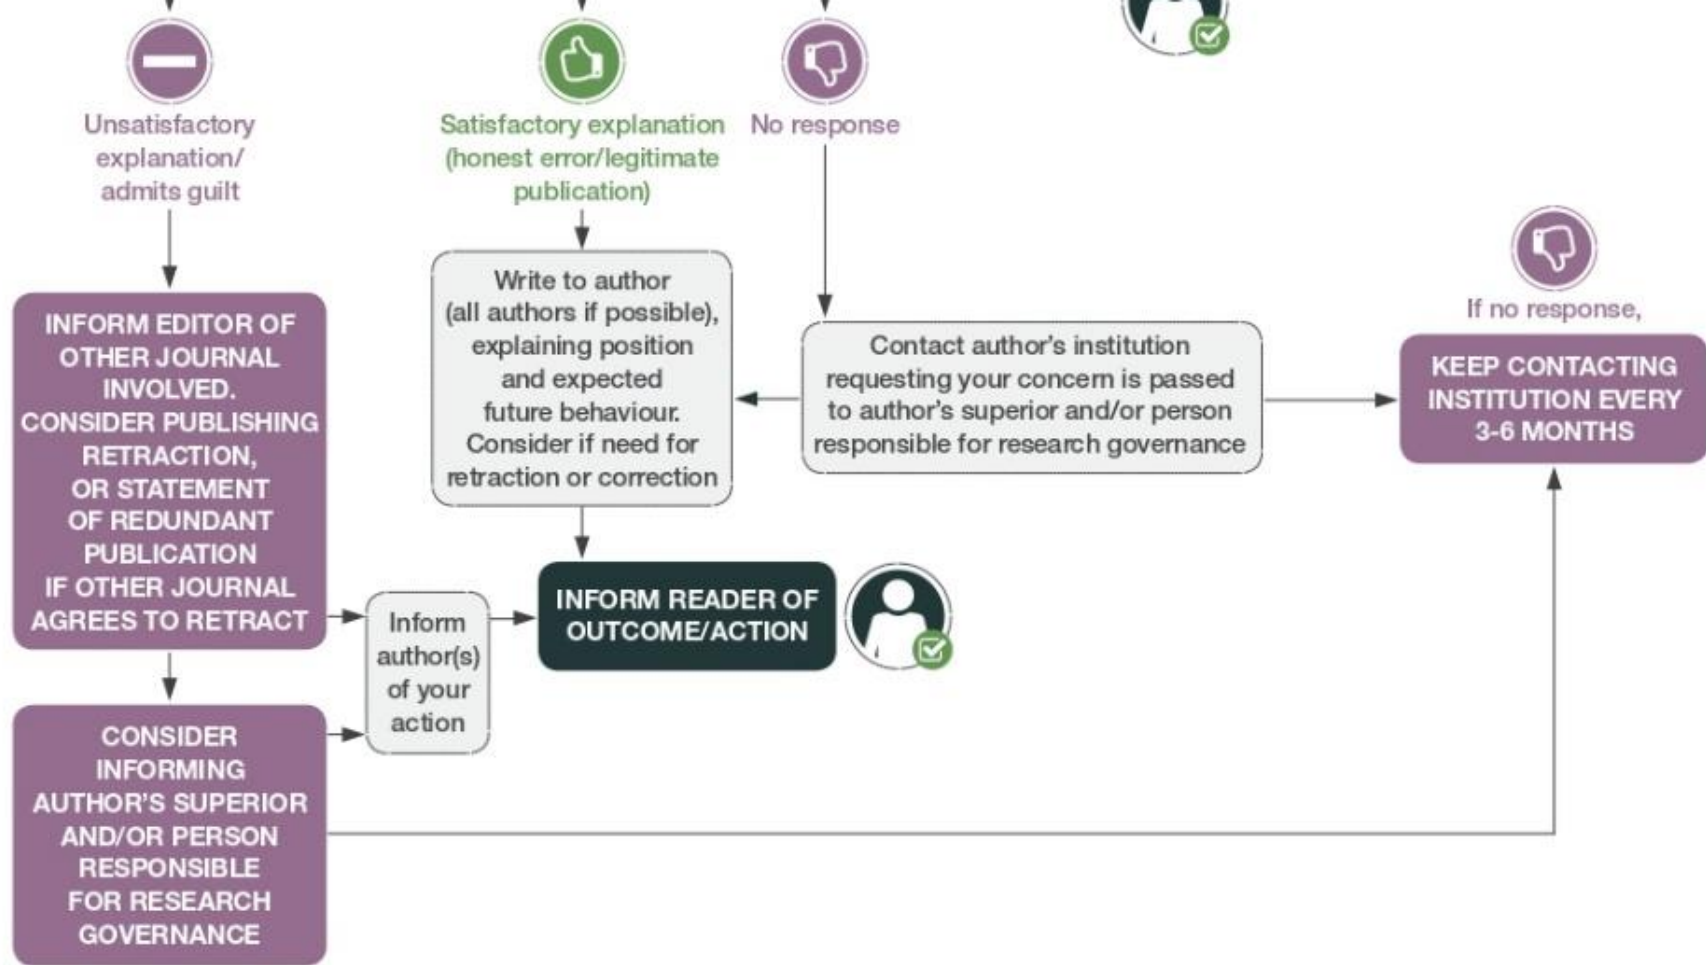 Unsatisfactory
explanation/
admits guilt
Satisfactory explanation
(honest error/legitimate
publication)
No response
INFORM EDITOR OF
OTHER JOURNAL
INVOLVED.
CONSIDER PUBLISHING
RETRACTION,
OR STATEMENT
OF REDUNDANT
PUBLICATION
IF OTHER JOURNAL
AGREES TO RETRACT
Write to author
(all authors if possible),
explaining position
and expected
future behaviour.
Consider if need for
retraction or correction
Contact author's institution
requesting your concern is passed
to author's superior and/or person
responsible for research governance
If no response,
KEEP CONTACTING
INSTITUTION EVERY
3-6 MONTHS
Inform
author(s)
of your
action
INFORM READER OF
OUTCOME/ACTION
CONSIDER
INFORMING
AUTHOR'S SUPERIOR
AND/OR PERSON
RESPONSIBLE
FOR RESEARCH
GOVERNANCE